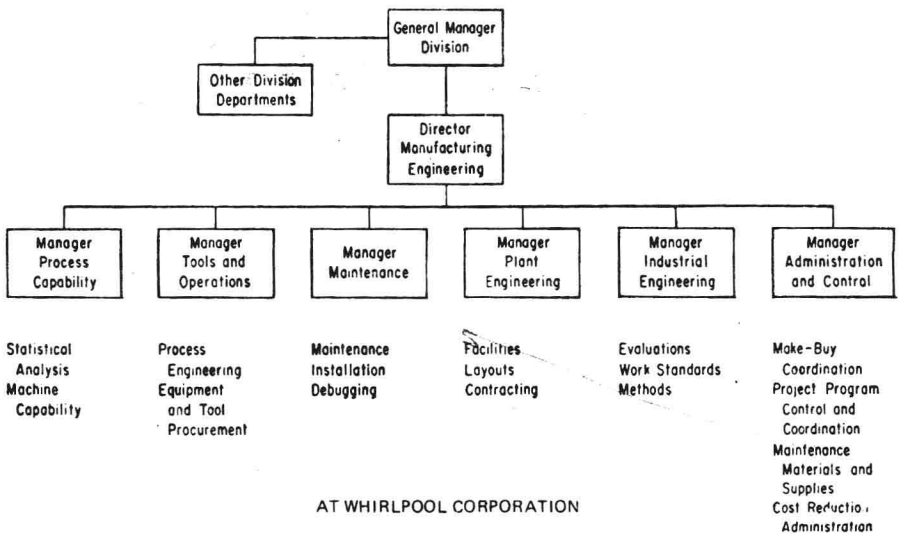 General Manager
Division
Other Division
Departments
Director
Manufacturing
Engineering
Manager
Process
Capability
Manager
Tools and
Operations
Manager
Maintenance
Manager
Plant
Engineering
Manager
Industrial
Engineering
Manager
Administration
and Control
Statistical
Analysis
Machine
Capability
Process
Engineering
Equipment
and Tool
Procurement
Maintenance
Installation
Debugging
Facilities
Layouts
Contracting
Evaluations
Work Standards
Methods
Make-Buy
Coordination
Project Program
Control and
Coordination
Maintenance
Materials and
Supplies
Cost Reduction
Administration
AT WHIRLPOOL CORPORATION